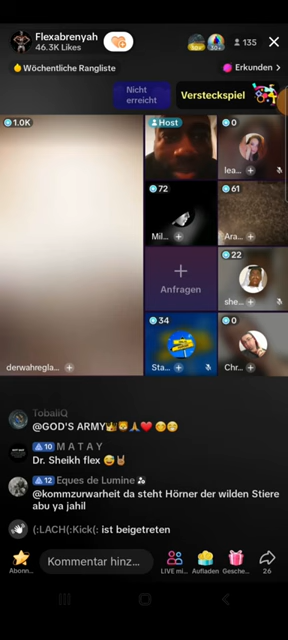 Flexabrenyah
46.3K Likes
135
Wöchentliche Rangliste
Erkunden >
Nicht erreicht
Versteckspiel
1.0K
Host
0
lea...
72
61
Mil...
Ara...
22
Anfragen
she...
34
0
derwahregla...
Sta...
Chr...
TobaliQ
@GOD'S ARMY👑🦁🙏❤️😊😁
10 M A T A Y
Dr. Sheikh flex 😅🤘🏽
12 Eques de Lumine
@kommzurwarheit da steht Hörner der wilden Stiere
abu ya jahil
(:LACH(:Kick(: ist beigetreten
Kommentar hinz...
Abonn... LIVE mi... Aufladen Gesche... 26